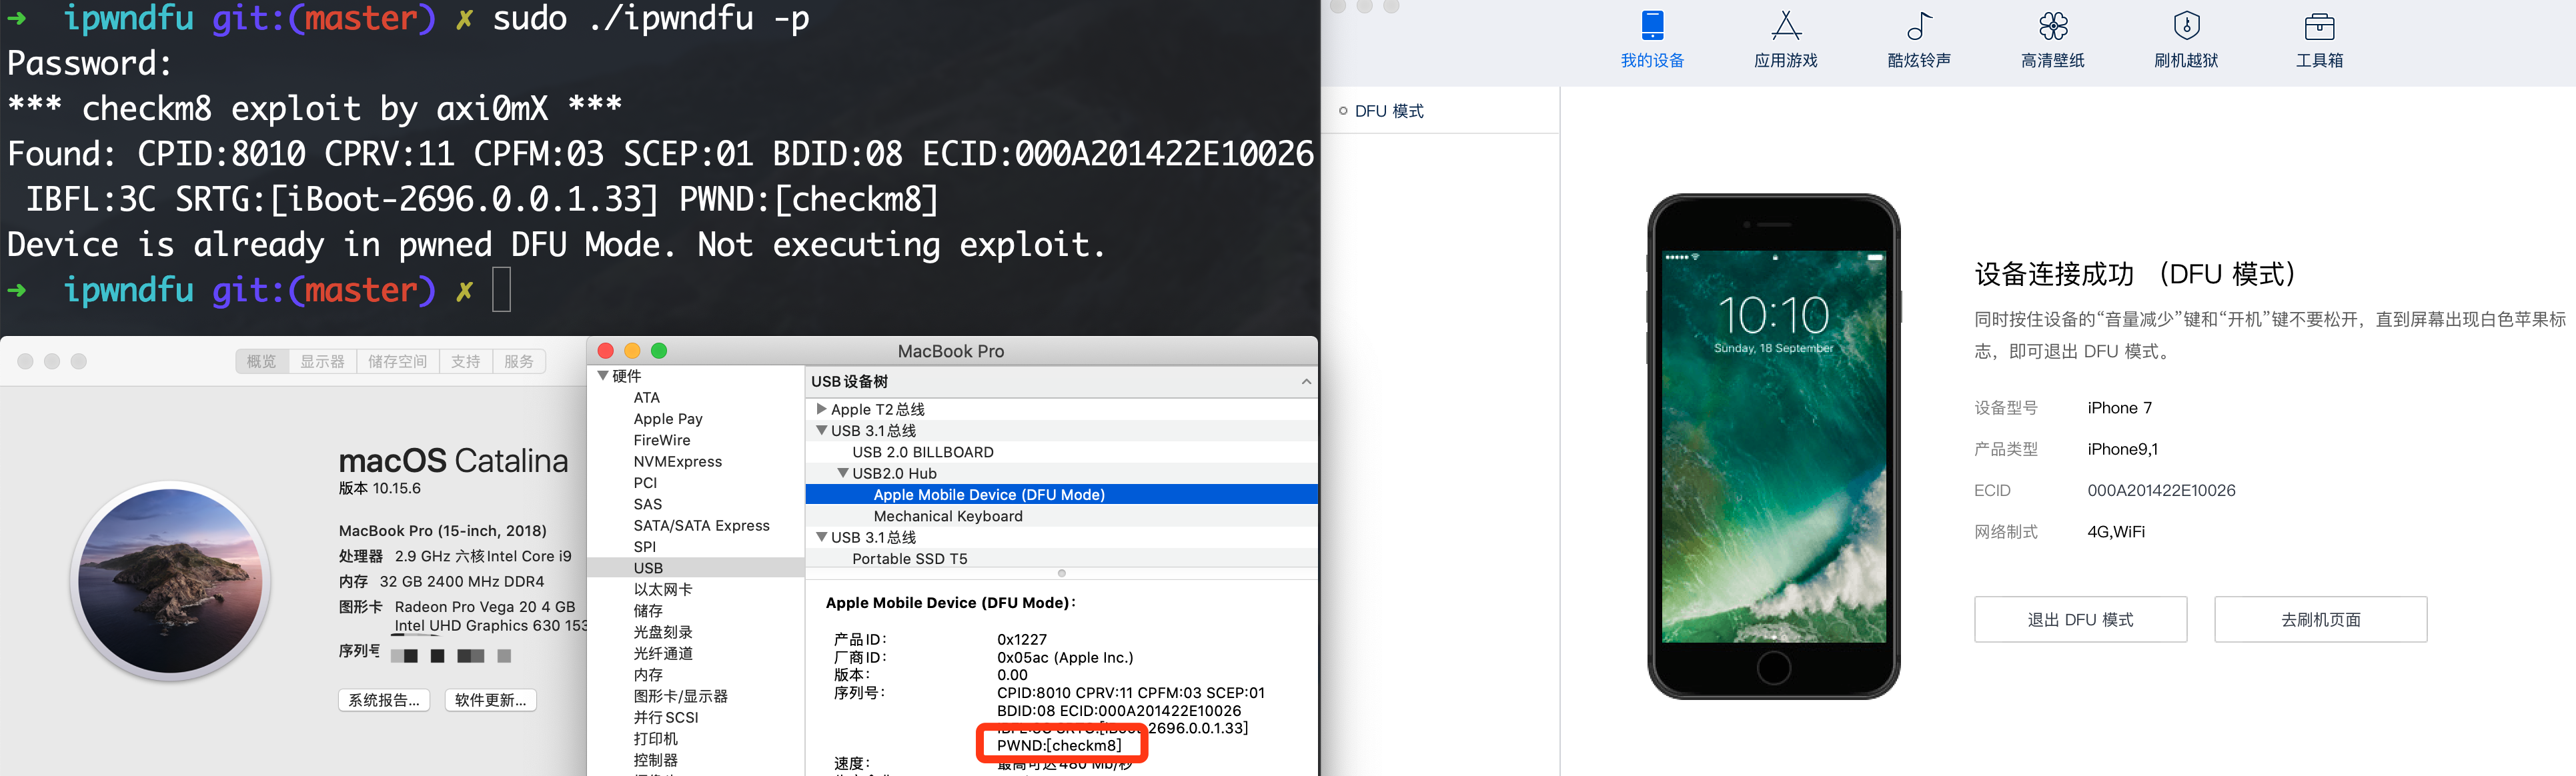 ➜ ipwndfu git:(master) ✗ sudo ./ipwndfu -p
Password:
*** checkm8 exploit by axi0mX ***
Found: CPID:8010 CPRV:11 CPFM:03 SCEP:01 BDID:08 ECID:000A201422E10026
IBFL:3C SRTG:[iBoot-2696.0.0.1.33] PWND:[checkm8]
Device is already in pwned DFU Mode. Not executing exploit.
➜ ipwndfu git:(master) ✗
概览 显示器 储存空间 支持 服务
macOS Catalina
版本 10.15.6
MacBook Pro (15-inch, 2018)
处理器 2.9 GHz 六核Intel Core i9
内存 32 GB 2400 MHz DDR4
图形卡 Radeon Pro Vega 20 4 GB
Intel UHD Graphics 630 153
序列号
系统报告... 软件更新...
MacBook Pro
硬件
ATA
Apple Pay
FireWire
NVMExpress
PCI
SAS
SATA/SATA Express
SPI
USB
以太网卡
储存
光盘刻录
光纤通道
内存
图形卡/显示器
并行SCSI
打印机
控制器
USB设备树
Apple T2总线
USB 3.1总线
USB 2.0 BILLBOARD
USB2.0 Hub
Apple Mobile Device (DFU Mode)
Mechanical Keyboard
USB 3.1总线
Portable SSD T5
Apple Mobile Device (DFU Mode):
产品ID: 0x1227
厂商ID: 0x05ac (Apple Inc.)
版本: 0.00
序列号: CPID:8010 CPRV:11 CPFM:03 SCEP:01
BDID:08 ECID:000A201422E10026
IBFL:3C SRTG:[iBoot-2696.0.0.1.33]
PWND:[checkm8]
速度: 最高可达480 Mb/秒
我的设备 应用游戏 酷炫铃声 高清壁纸 刷机越狱 工具箱
DFU 模式
10:10
Sunday, 18 September
设备连接成功 （DFU 模式）
同时按住设备的“音量减少”键和“开机”键不要松开，直到屏幕出现白色苹果标
志，即可退出 DFU 模式。
设备型号 iPhone 7
产品类型 iPhone9,1
ECID 000A201422E10026
网络制式 4G,WiFi
退出 DFU 模式 去刷机页面